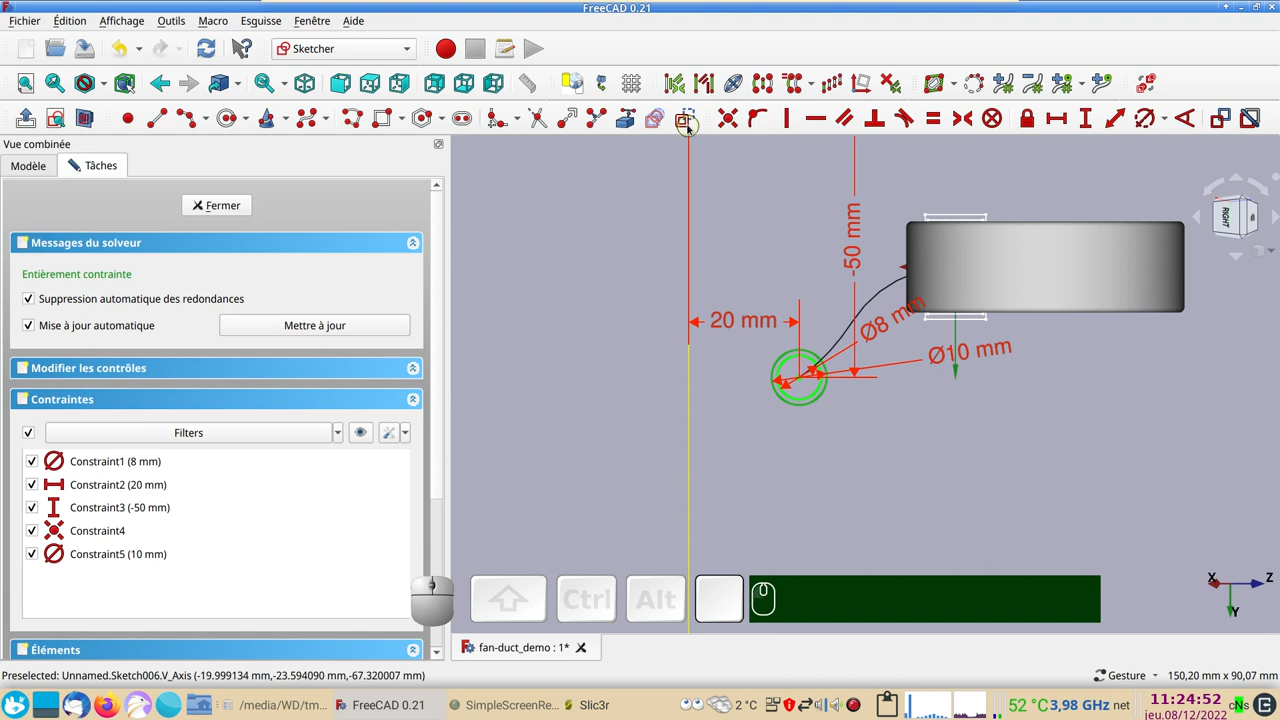 FreeCAD 0.21
Fichier Édition Affichage Outils Macro Esguisse Fenêtre Aide
Sketcher
Vue combinée
Modèle Tâches
Fermer
Messages du solveur
Entièrement contrainte
Suppression automatique des redondances
Mise à jour automatique Mettre à jour
Modifier les contrôles
Contraintes
Filters
Constraint1 (8 mm)
Constraint2 (20 mm)
Constraint3 (-50 mm)
Constraint4
Constraint5 (10 mm)
Éléments
-50 mm
20 mm
Ø8 mm
Ø10 mm
RIGHT
X Z
Y
Ctrl Alt
fan-duct_demo : 1*
Preselected: Unnamed.Sketch006.V_Axis (-19.999134 mm,-23.594090 mm,-67.320007 mm) Gesture 150,20 mm x 90,07 mm
/media/WD/tm... FreeCAD 0.21 SimpleScreenRe... Slic3r 2 °C 52 °C 3,98 GHz net 11:24:52
jeu.08/12/2022 cNs